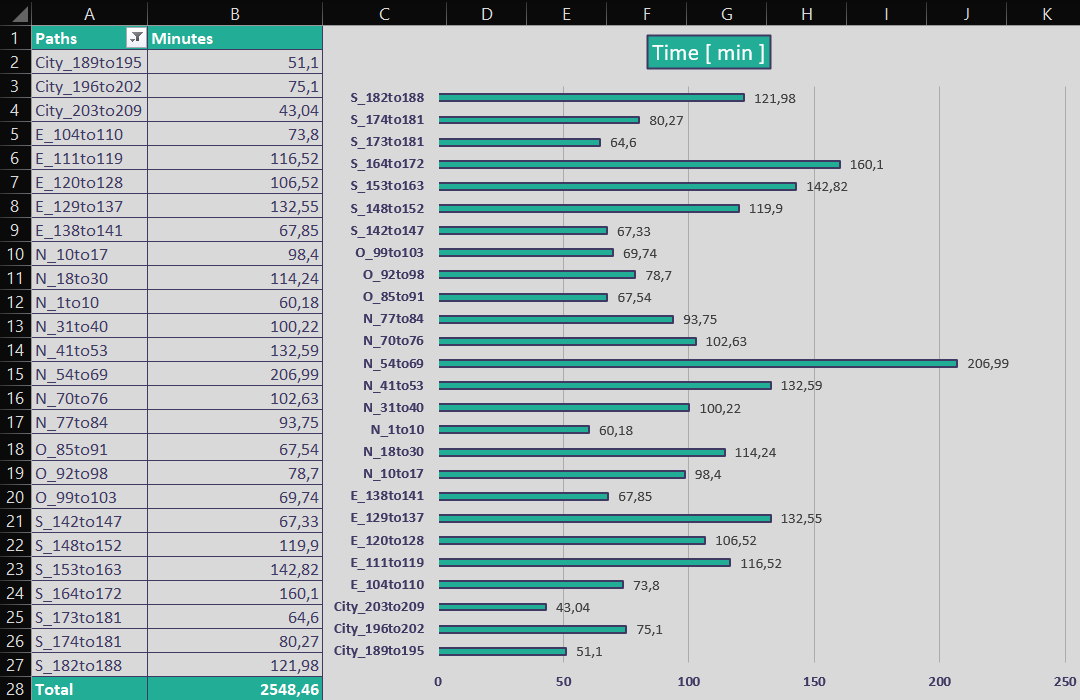 A B C D E F G H I J K
1 Paths Minutes
2 City_189to195 51,1
3 City_196to202 75,1
4 City_203to209 43,04
5 E_104to110 73,8
6 E_111to119 116,52
7 E_120to128 106,52
8 E_129to137 132,55
9 E_138to141 67,85
10 N_10to17 98,4
11 N_18to30 114,24
12 N_1to10 60,18
13 N_31to40 100,22
14 N_41to53 132,59
15 N_54to69 206,99
16 N_70to76 102,63
17 N_77to84 93,75
18 O_85to91 67,54
19 O_92to98 78,7
20 O_99to103 69,74
21 S_142to147 67,33
22 S_148to152 119,9
23 S_153to163 142,82
24 S_164to172 160,1
25 S_173to181 64,6
26 S_174to181 80,27
27 S_182to188 121,98
28 Total 2548,46
Time [ min ]
S_182to188 121,98
S_174to181 80,27
S_173to181 64,6
S_164to172 160,1
S_153to163 142,82
S_148to152 119,9
S_142to147 67,33
O_99to103 69,74
O_92to98 78,7
O_85to91 67,54
N_77to84 93,75
N_70to76 102,63
N_54to69 206,99
N_41to53 132,59
N_31to40 100,22
N_1to10 60,18
N_18to30 114,24
N_10to17 98,4
E_138to141 67,85
E_129to137 132,55
E_120to128 106,52
E_111to119 116,52
E_104to110 73,8
City_203to209 43,04
City_196to202 75,1
City_189to195 51,1
0 50 100 150 200 250